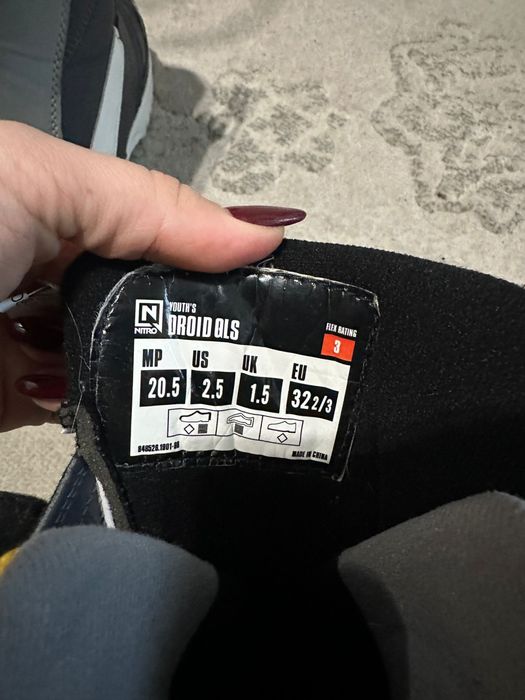 N
NITRO
YOUTH'S
DROID QLS
FLEX RATING
3
MP US UK EU
20.5 2.5 1.5 32 2/3
MADE IN CHINA